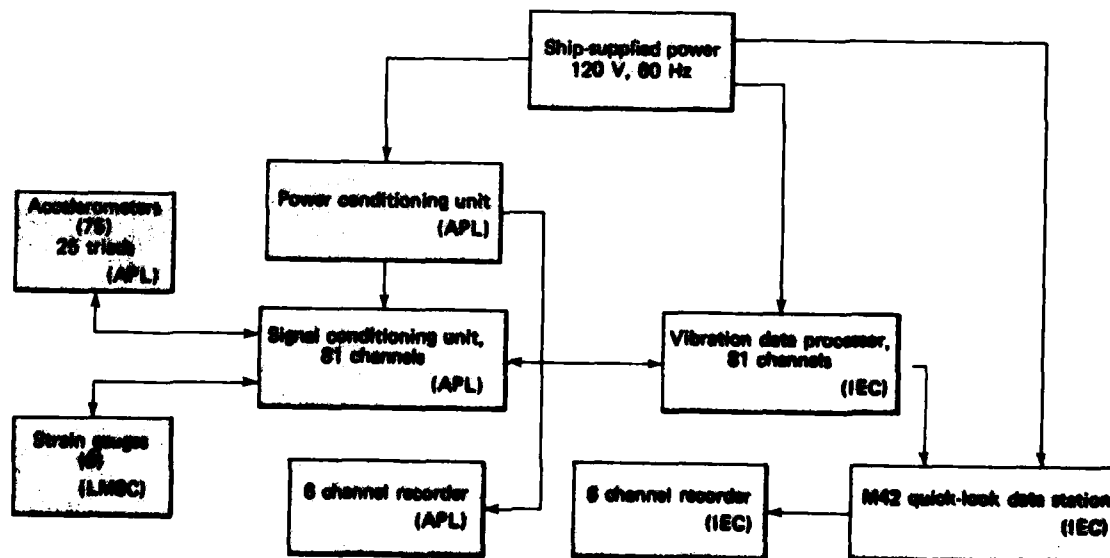 Ship-supplied power
120 V, 60 Hz
Power conditioning unit
(APL)
Accelerometers
(75)
25 triads
(APL)
Signal conditioning unit,
81 channels
(APL)
Vibration data processor,
81 channels
(IEC)
Strain gauges
(6)
(LMSC)
6 channel recorder
(APL)
6 channel recorder
(IEC)
M42 quick-look data station
(IEC)